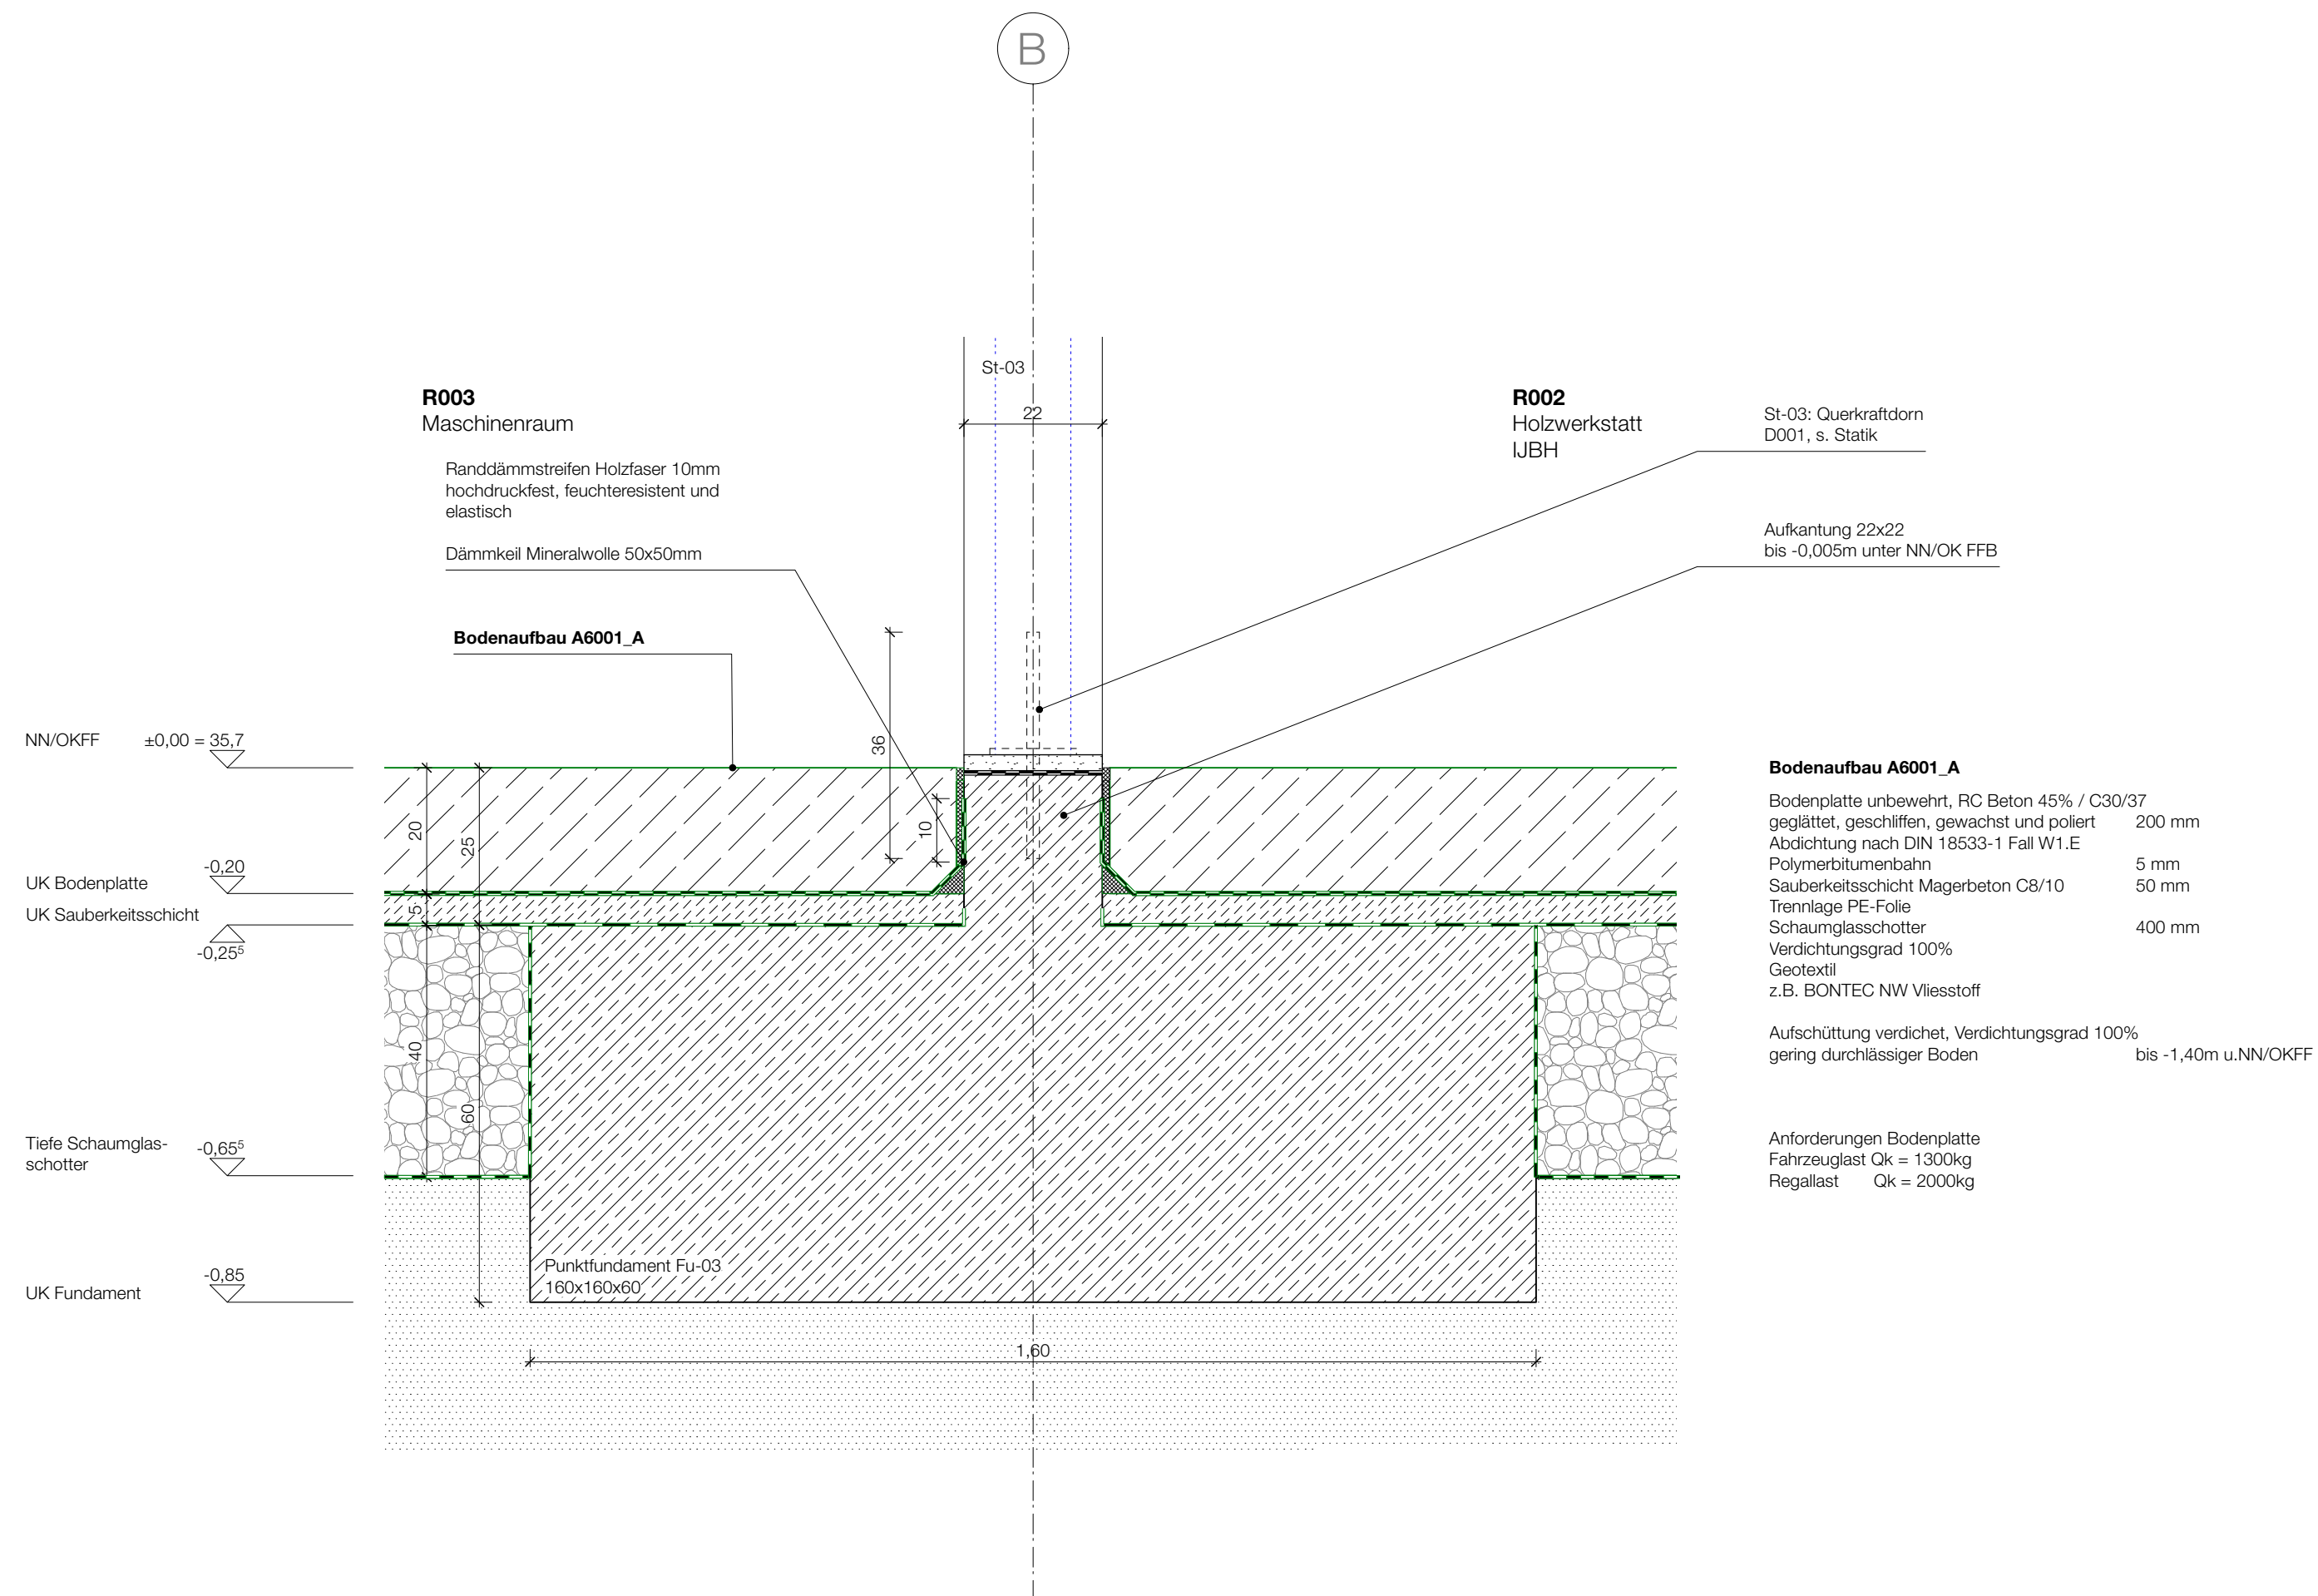 B
St-03
22
R003
Maschinenraum
Randdämmstreifen Holzfaser 10mm
hochdruckfest, feuchteresistent und
elastisch
Dämmkeil Mineralwolle 50x50mm
Bodenaufbau A6001_A
R002
Holzwerkstatt
IJBH
St-03: Querkraftdorn
D001, s. Statik
Aufkantung 22x22
bis -0,005m unter NN/OK FFB
NN/OKFF ±0,00 = 35,7
-0,20
UK Bodenplatte
UK Sauberkeitsschicht
-0,25⁵
Tiefe Schaumglas-
schotter
-0,65⁵
-0,85
UK Fundament
36
10
20
25
5
40
60
Punktfundament Fu-03
160x160x60
1,60
Bodenaufbau A6001_A
Bodenplatte unbewehrt, RC Beton 45% / C30/37
geglättet, geschliffen, gewachst und poliert 200 mm
Abdichtung nach DIN 18533-1 Fall W1.E
Polymerbitumenbahn 5 mm
Sauberkeitsschicht Magerbeton C8/10 50 mm
Trennlage PE-Folie
Schaumglasschotter 400 mm
Verdichtungsgrad 100%
Geotextil
z.B. BONTEC NW Vliesstoff
Aufschüttung verdichet, Verdichtungsgrad 100%
gering durchlässiger Boden bis -1,40m u.NN/OKFF
Anforderungen Bodenplatte
Fahrzeuglast Qk = 1300kg
Regallast Qk = 2000kg